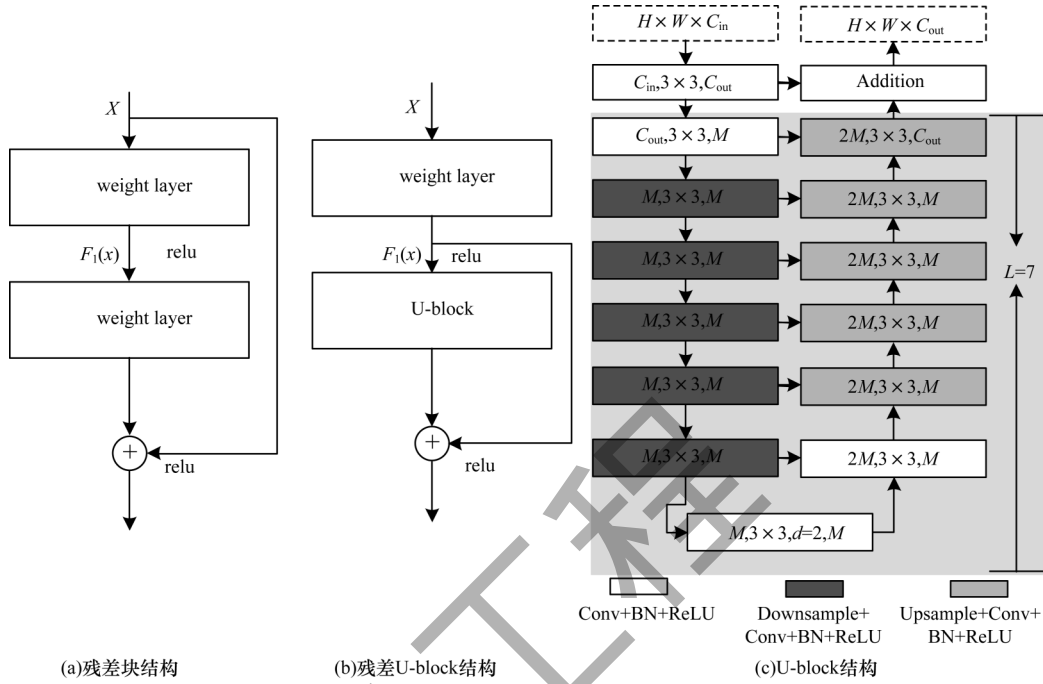 X
weight layer
F₁(x) relu
weight layer
+
relu
(a)残差块结构
X
weight layer
F₁(x) relu
U-block
+
relu
(b)残差U-block结构
H × W × C_in
H × W × C_out
C_in,3 × 3,C_out
Addition
C_out,3 × 3,M
2M,3 × 3,C_out
M,3 × 3,M
2M,3 × 3,M
M,3 × 3,M
2M,3 × 3,M
M,3 × 3,M
2M,3 × 3,M
M,3 × 3,M
2M,3 × 3,M
M,3 × 3,M
2M,3 × 3,M
M,3 × 3,d=2,M
L=7
Conv+BN+ReLU
Downsample+
Conv+BN+ReLU
Upsample+Conv+
BN+ReLU
(c)U-block结构
工程